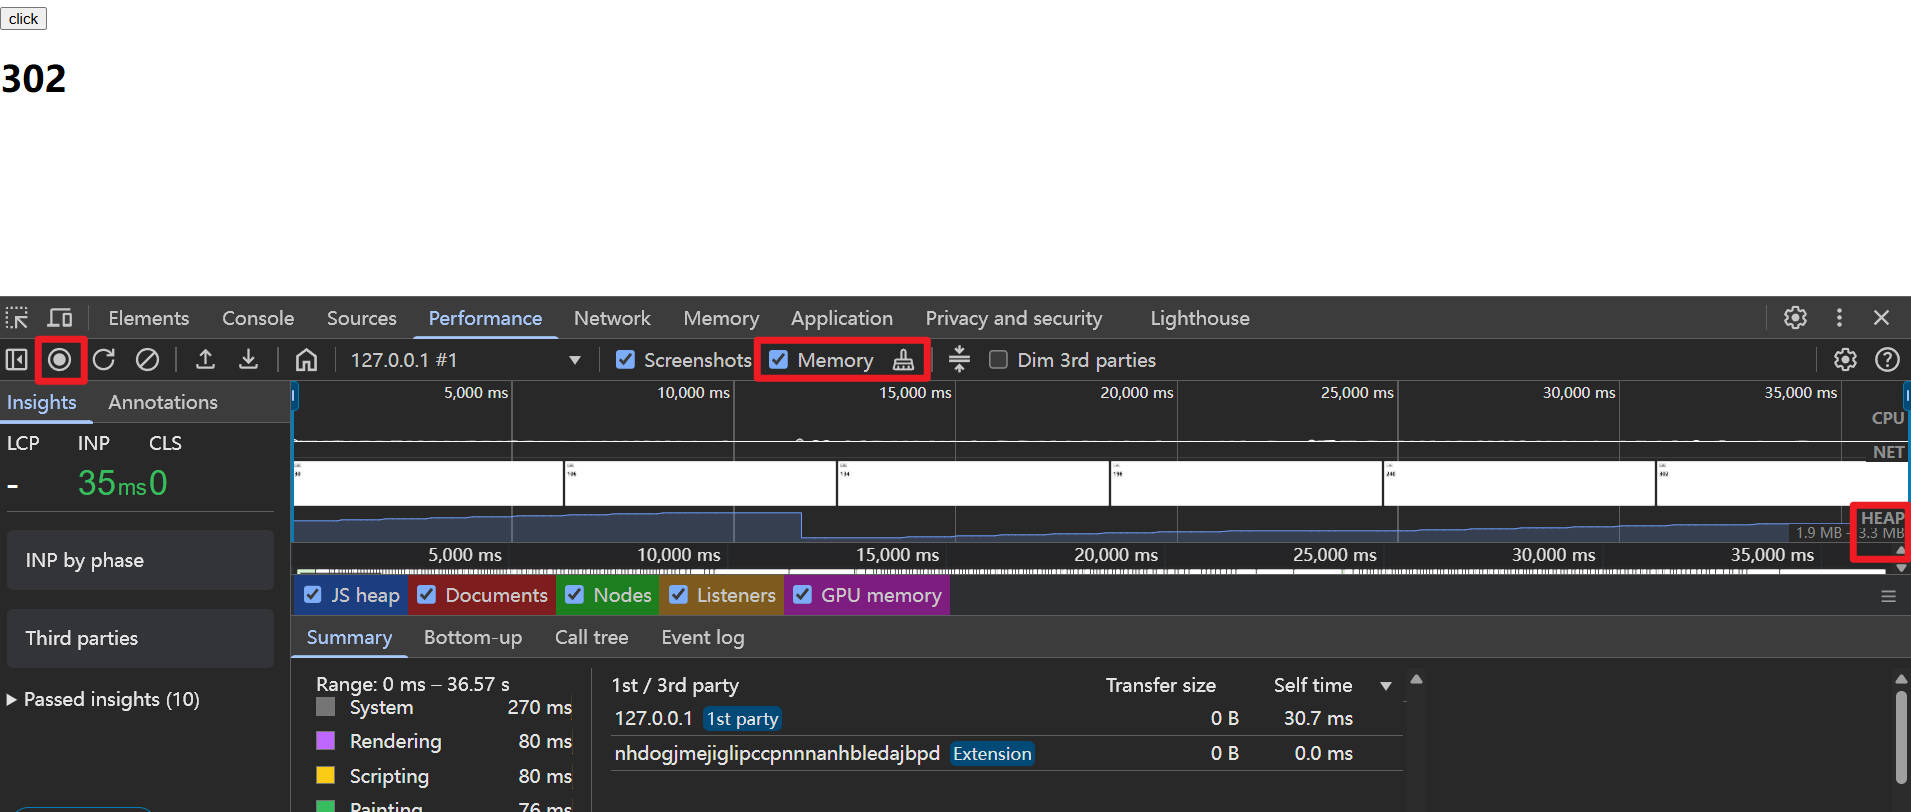 click
302
Elements Console Sources Performance Network Memory Application Privacy and security Lighthouse
127.0.0.1 #1 Screenshots Memory Dim 3rd parties
Insights Annotations
5,000 ms 10,000 ms 15,000 ms 20,000 ms 25,000 ms 30,000 ms 35,000 ms
CPU
LCP INP CLS
NET
- 35ms 0
106 154 198 302
HEAP
1.9 MB – 3.3 MB
5,000 ms 10,000 ms 15,000 ms 20,000 ms 25,000 ms 30,000 ms 35,000 ms
INP by phase
JS heap Documents Nodes Listeners GPU memory
Third parties
Summary Bottom-up Call tree Event log
Passed insights (10)
Range: 0 ms – 36.57 s
System 270 ms
Rendering 80 ms
Scripting 80 ms
Painting 76 ms
1st / 3rd party Transfer size Self time
127.0.0.1 1st party 0 B 30.7 ms
nhdogjmejiglipccpnnnanhbledajbpd Extension 0 B 0.0 ms